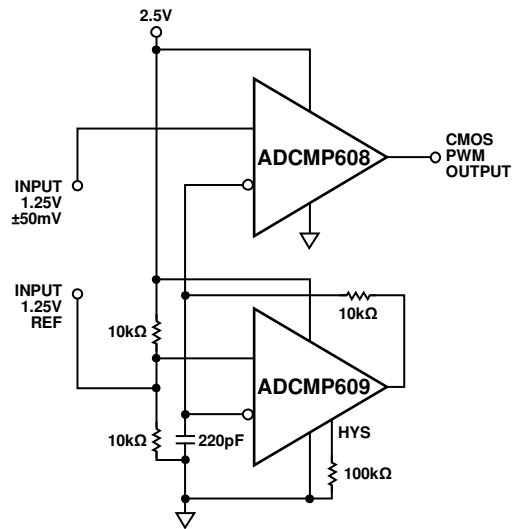 2.5V
ADCMP608
CMOS
PWM
OUTPUT
INPUT
1.25V
±50mV
INPUT
1.25V
REF
10kΩ
10kΩ
ADCMP609
10kΩ
220pF
HYS
100kΩ